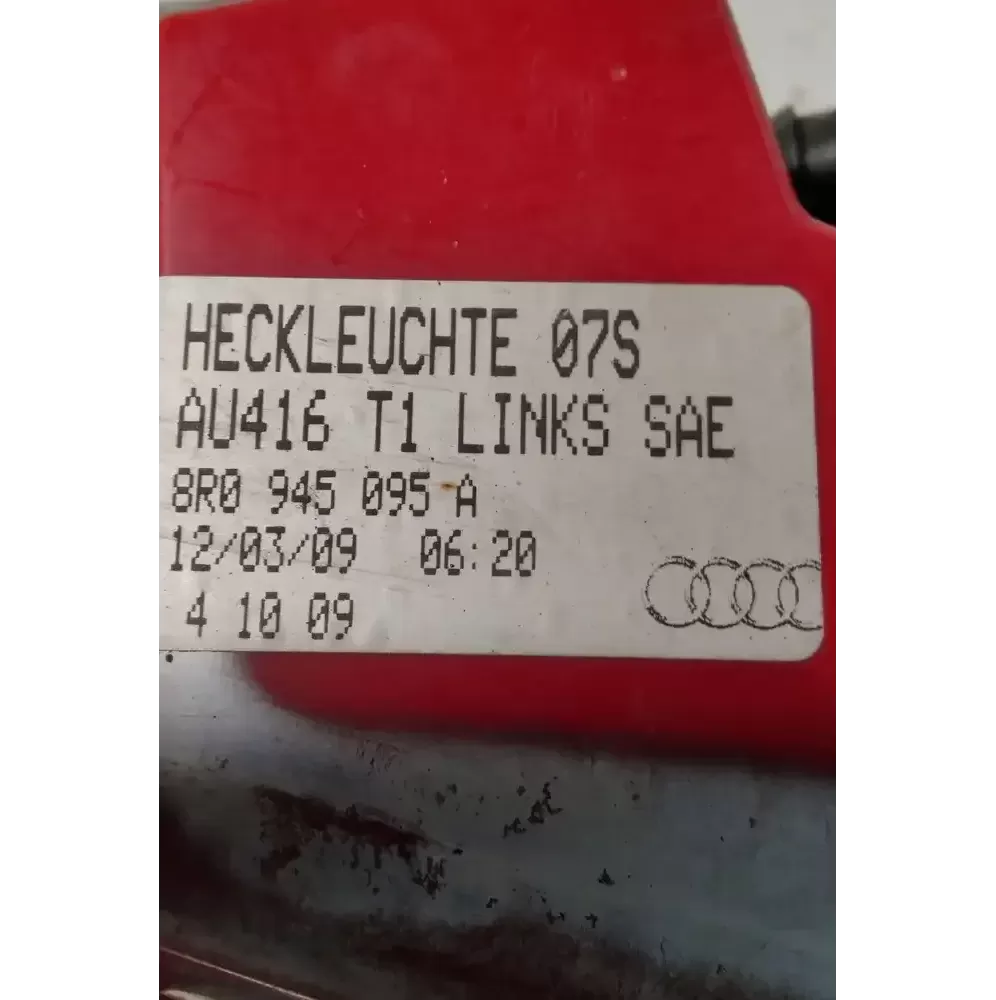 HECKLEUCHTE 07S
AU416 T1 LINKS SAE
8R0 945 095 A
12/03/09 06:20
4 10 09